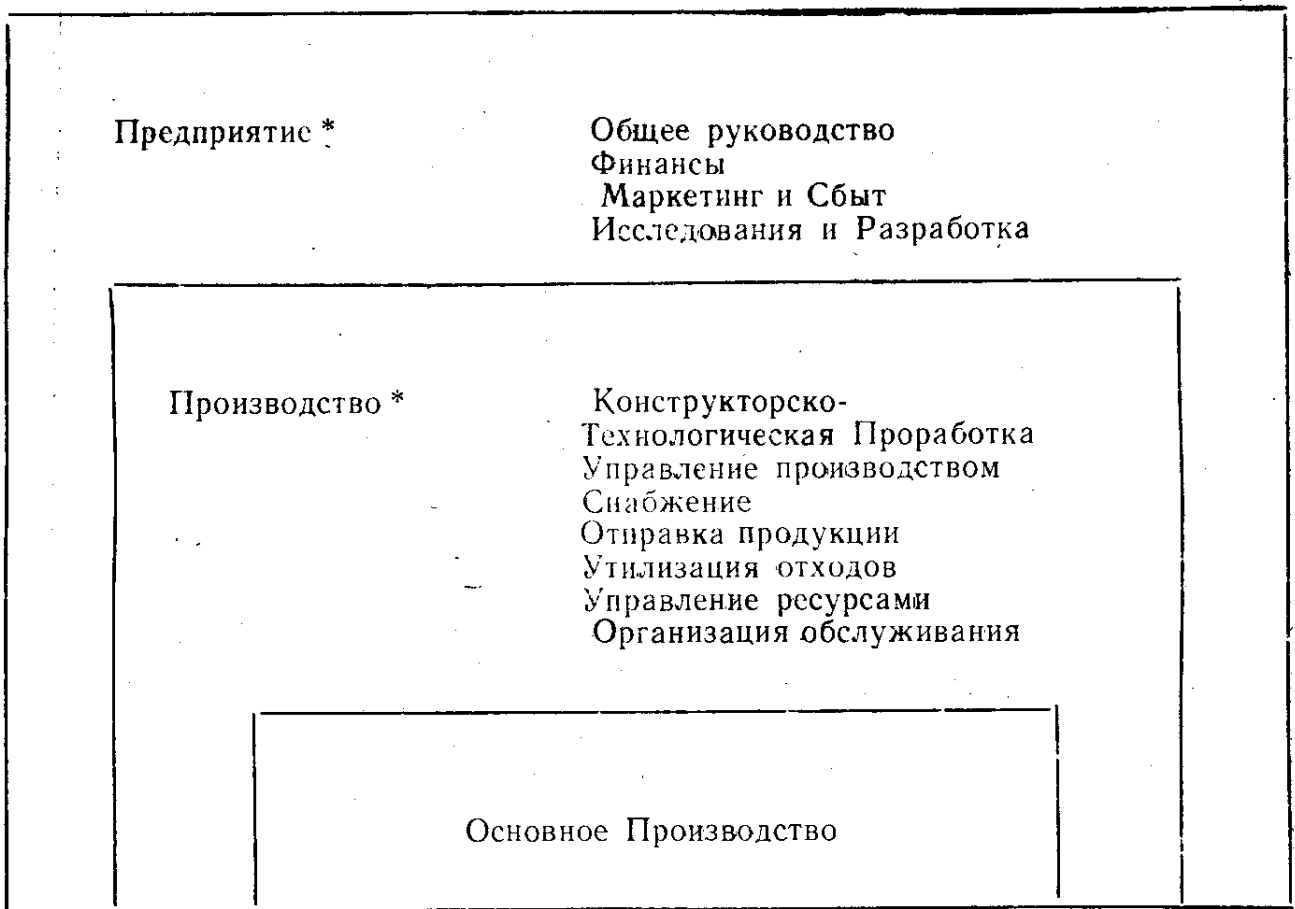 Предприятие *
Общее руководство
Финансы
Маркетинг и Сбыт
Исследования и Разработка
Производство *
Конструкторско-
Технологическая Проработка
Управление производством
Снабжение
Отправка продукции
Утилизация отходов
Управление ресурсами
Организация обслуживания
Основное Производство